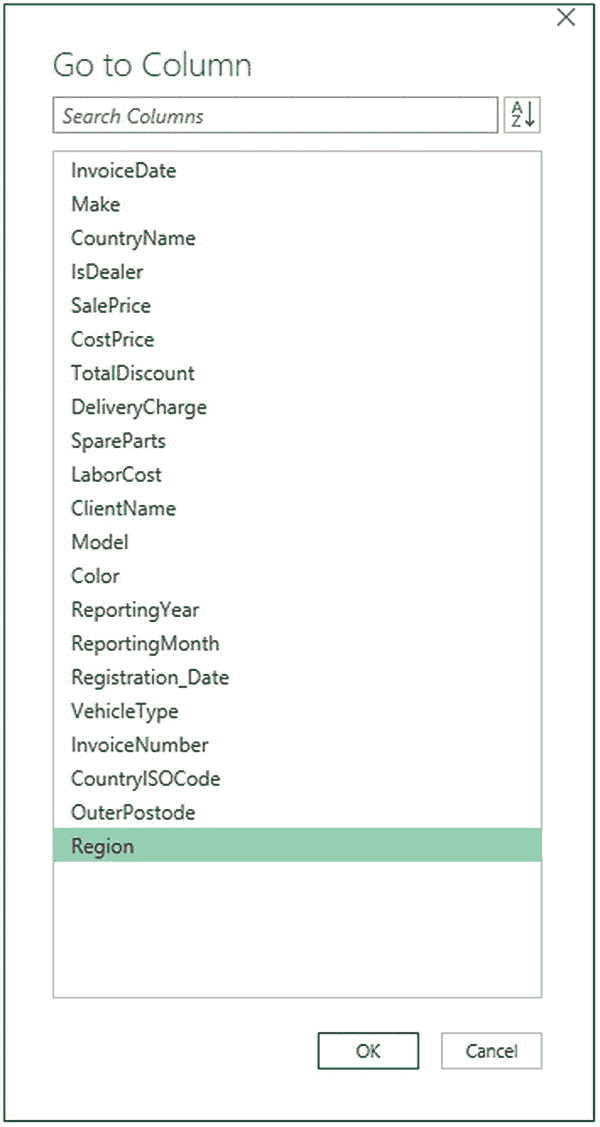 Go to Column
Search Columns
A
Z
InvoiceDate
Make
CountryName
IsDealer
SalePrice
CostPrice
TotalDiscount
DeliveryCharge
SpareParts
LaborCost
ClientName
Model
Color
ReportingYear
ReportingMonth
Registration_Date
VehicleType
InvoiceNumber
CountryISOCode
OuterPostode
Region
OK Cancel